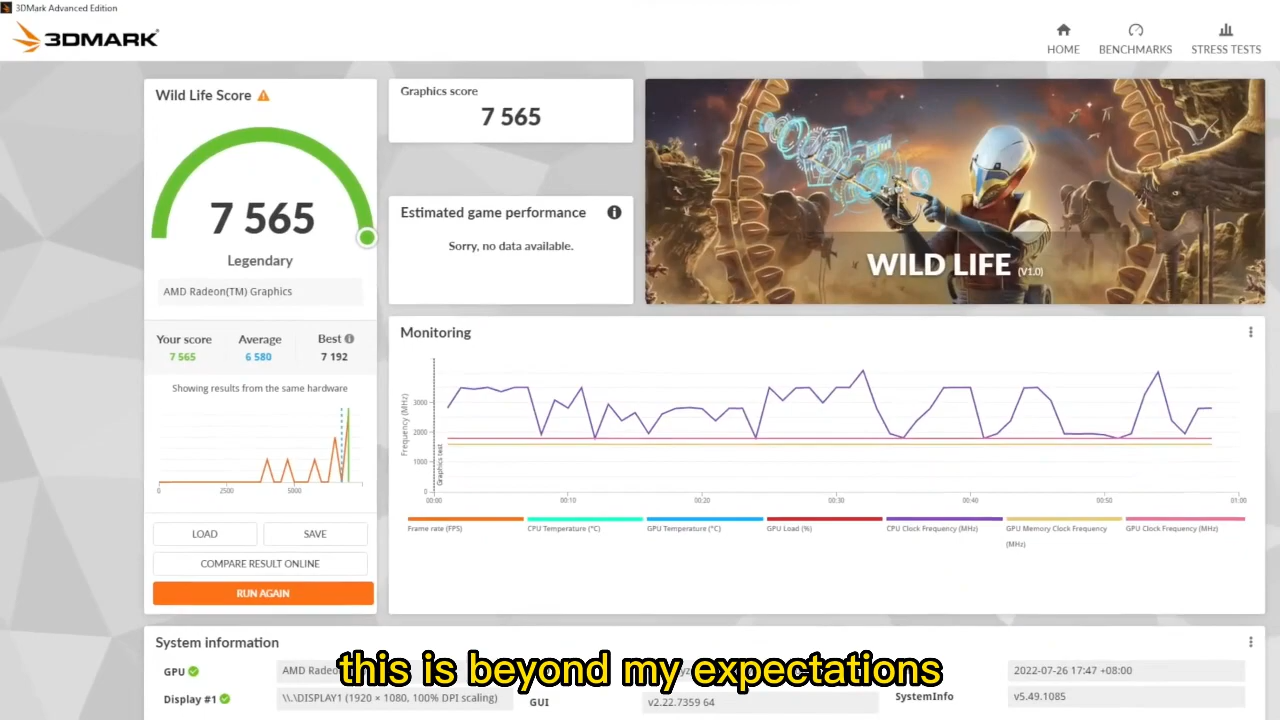 3DMark Advanced Edition
3DMARK
HOME
BENCHMARKS
STRESS TESTS
Wild Life Score
7 565
Legendary
AMD Radeon(TM) Graphics
Your score
Average
Best
7 565
6 580
7 192
Showing results from the same hardware
0
2500
5000
LOAD
SAVE
COMPARE RESULT ONLINE
RUN AGAIN
Graphics score
7 565
Estimated game performance
Sorry, no data available.
WILD LIFE (V1.0)
Monitoring
Frequency (MHz)
3000
2000
1000
0
Graphics test
00:00
00:10
00:20
00:30
00:40
00:50
01:00
Frame rate (FPS)
CPU Temperature (°C)
GPU Temperature (°C)
GPU Load (%)
CPU Clock Frequency (MHz)
GPU Memory Clock Frequency
(MHz)
GPU Clock Frequency (MHz)
System information
GPU
AMD
2022-07-26 17:47 +08:00
Display #1
\\.\DISPLAY1 (1920 × 1080, 100% DPI scaling)
GUI
v2.22.7359 64
SystemInfo
v5.49.1085
this is beyond my expectations